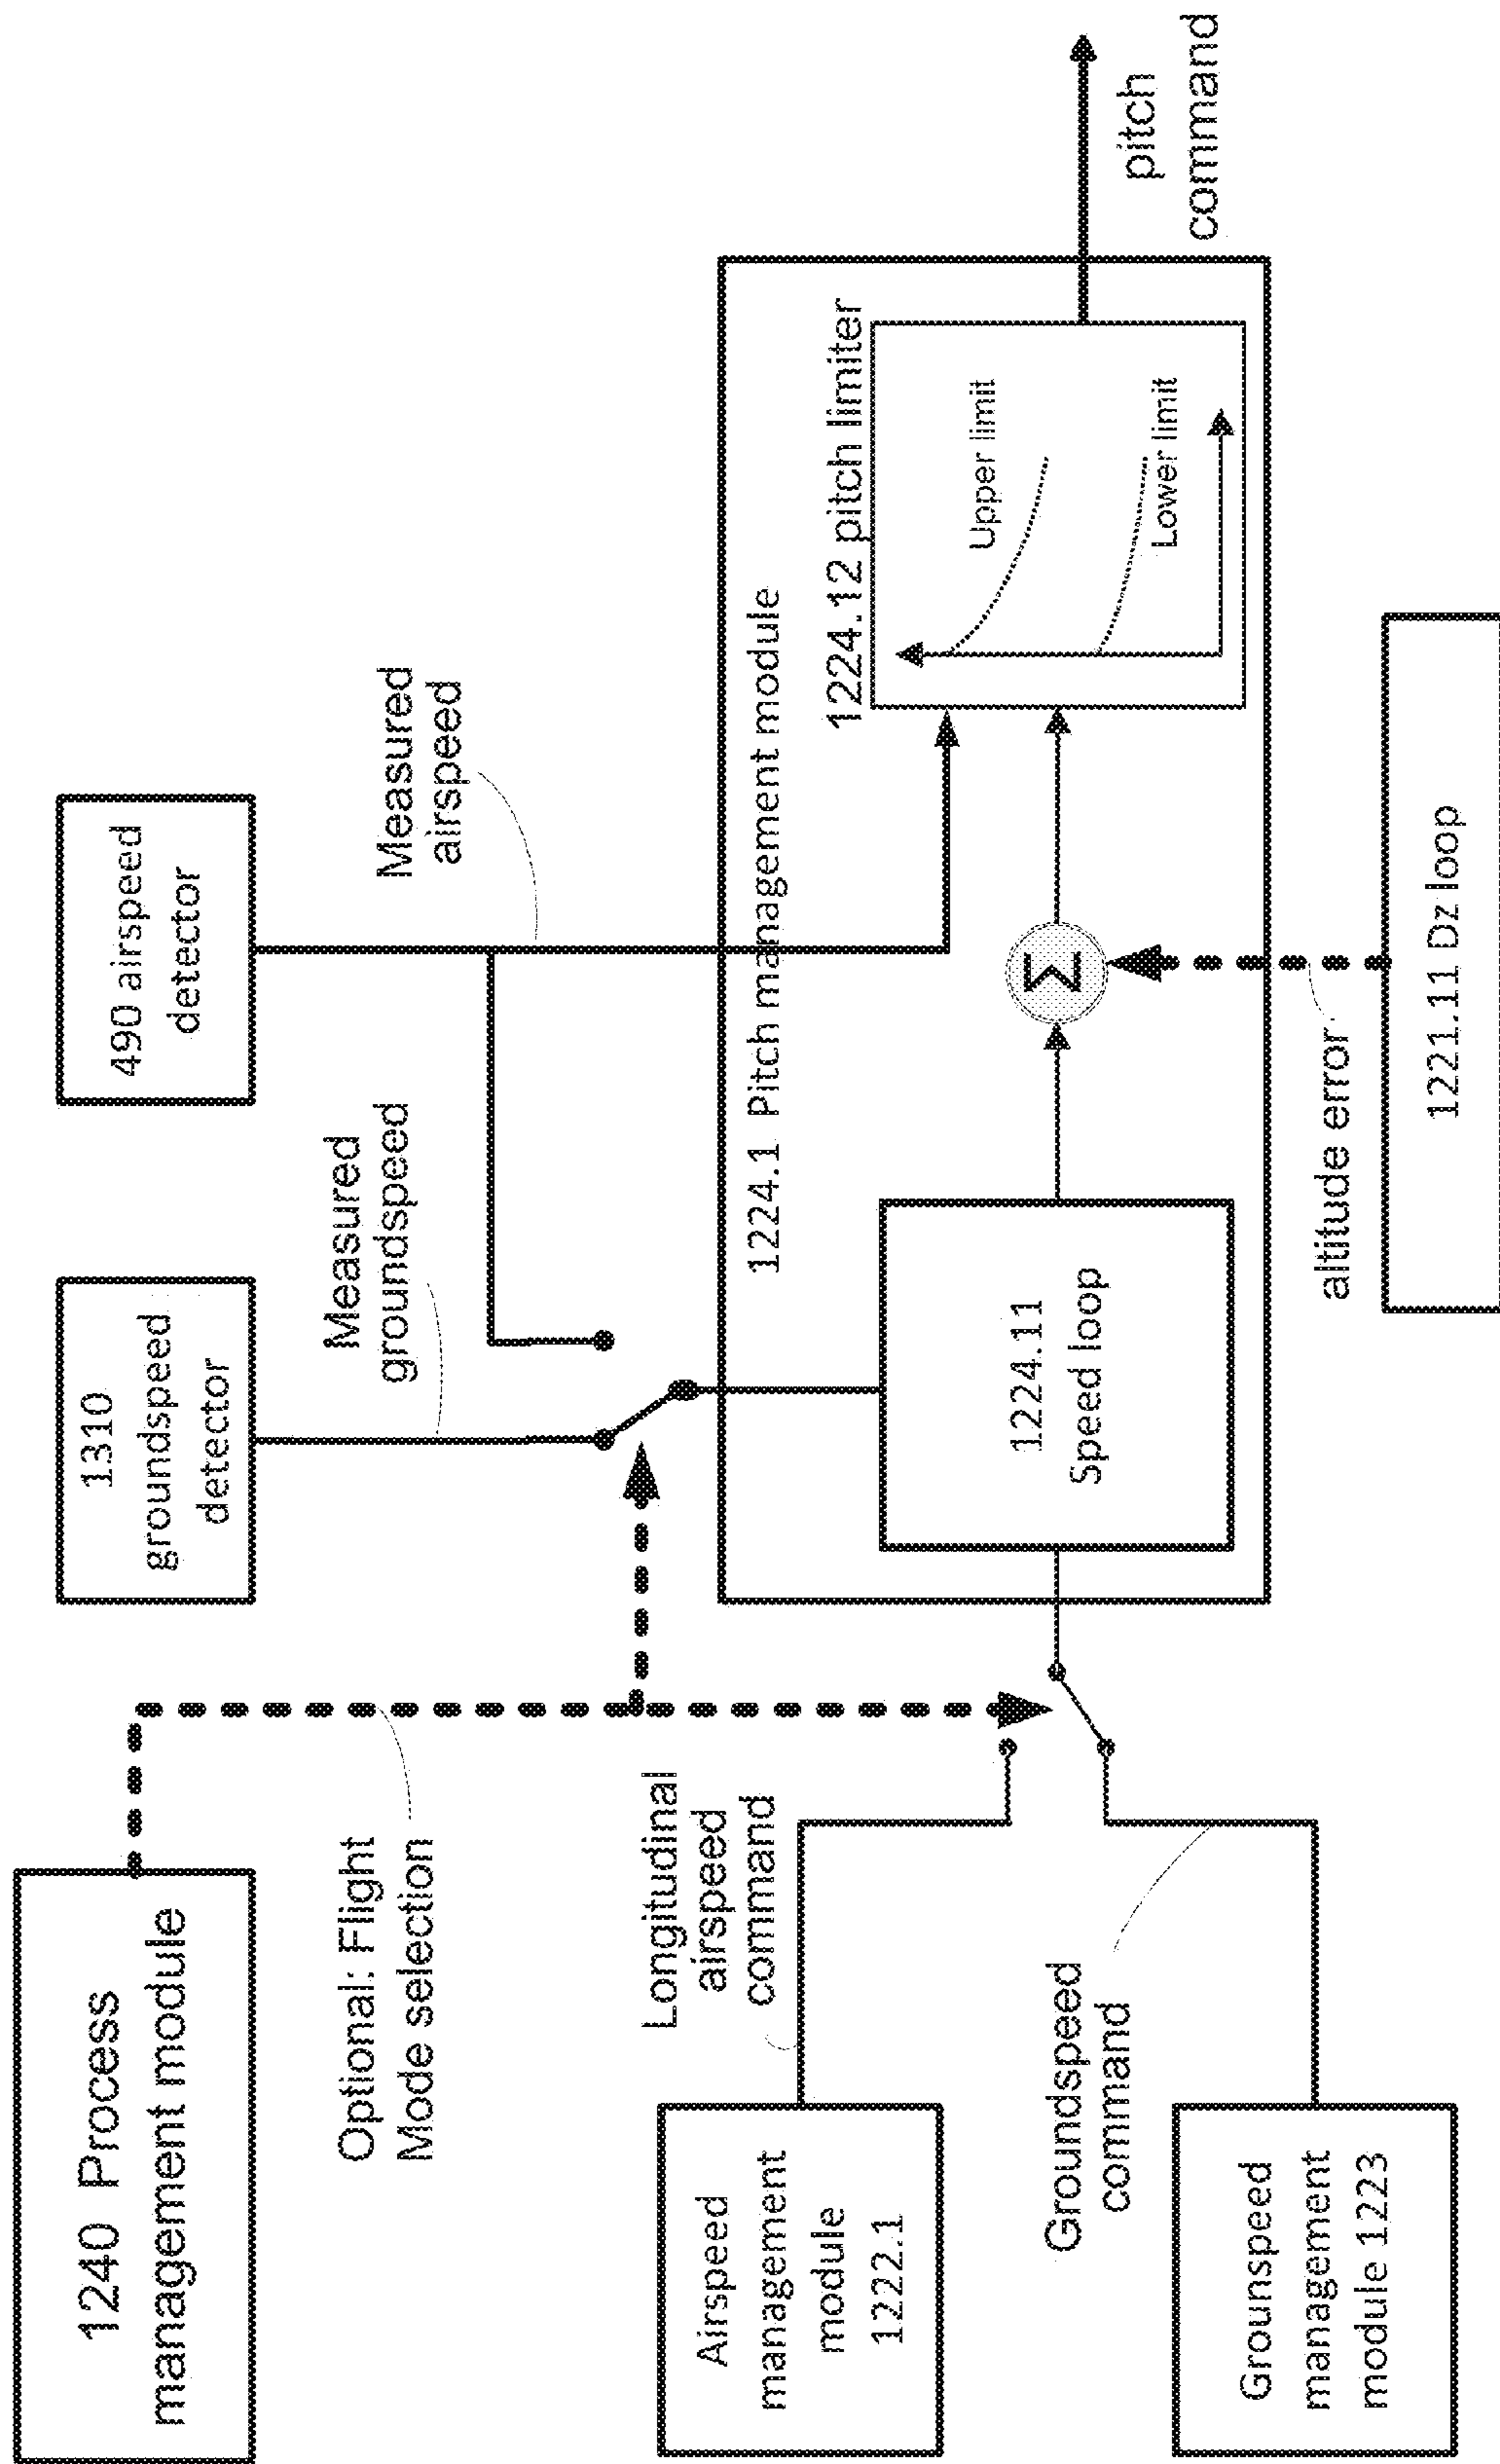 1240 Process
management module
Optional: Flight
Mode selection
1310
groundspeed
detector
Measured
groundspeed
490 airspeed
detector
Measured
airspeed
Airspeed
management
module
1222.1
Longitudinal
airspeed
command
Grounspeed
management
module 1223
Groundspeed
command
1224.1 Pitch management module
1224.11
Speed loop
Σ
1224.12 pitch limiter
Upper limit
Lower limit
pitch
command
altitude error
1221.11 Dz loop